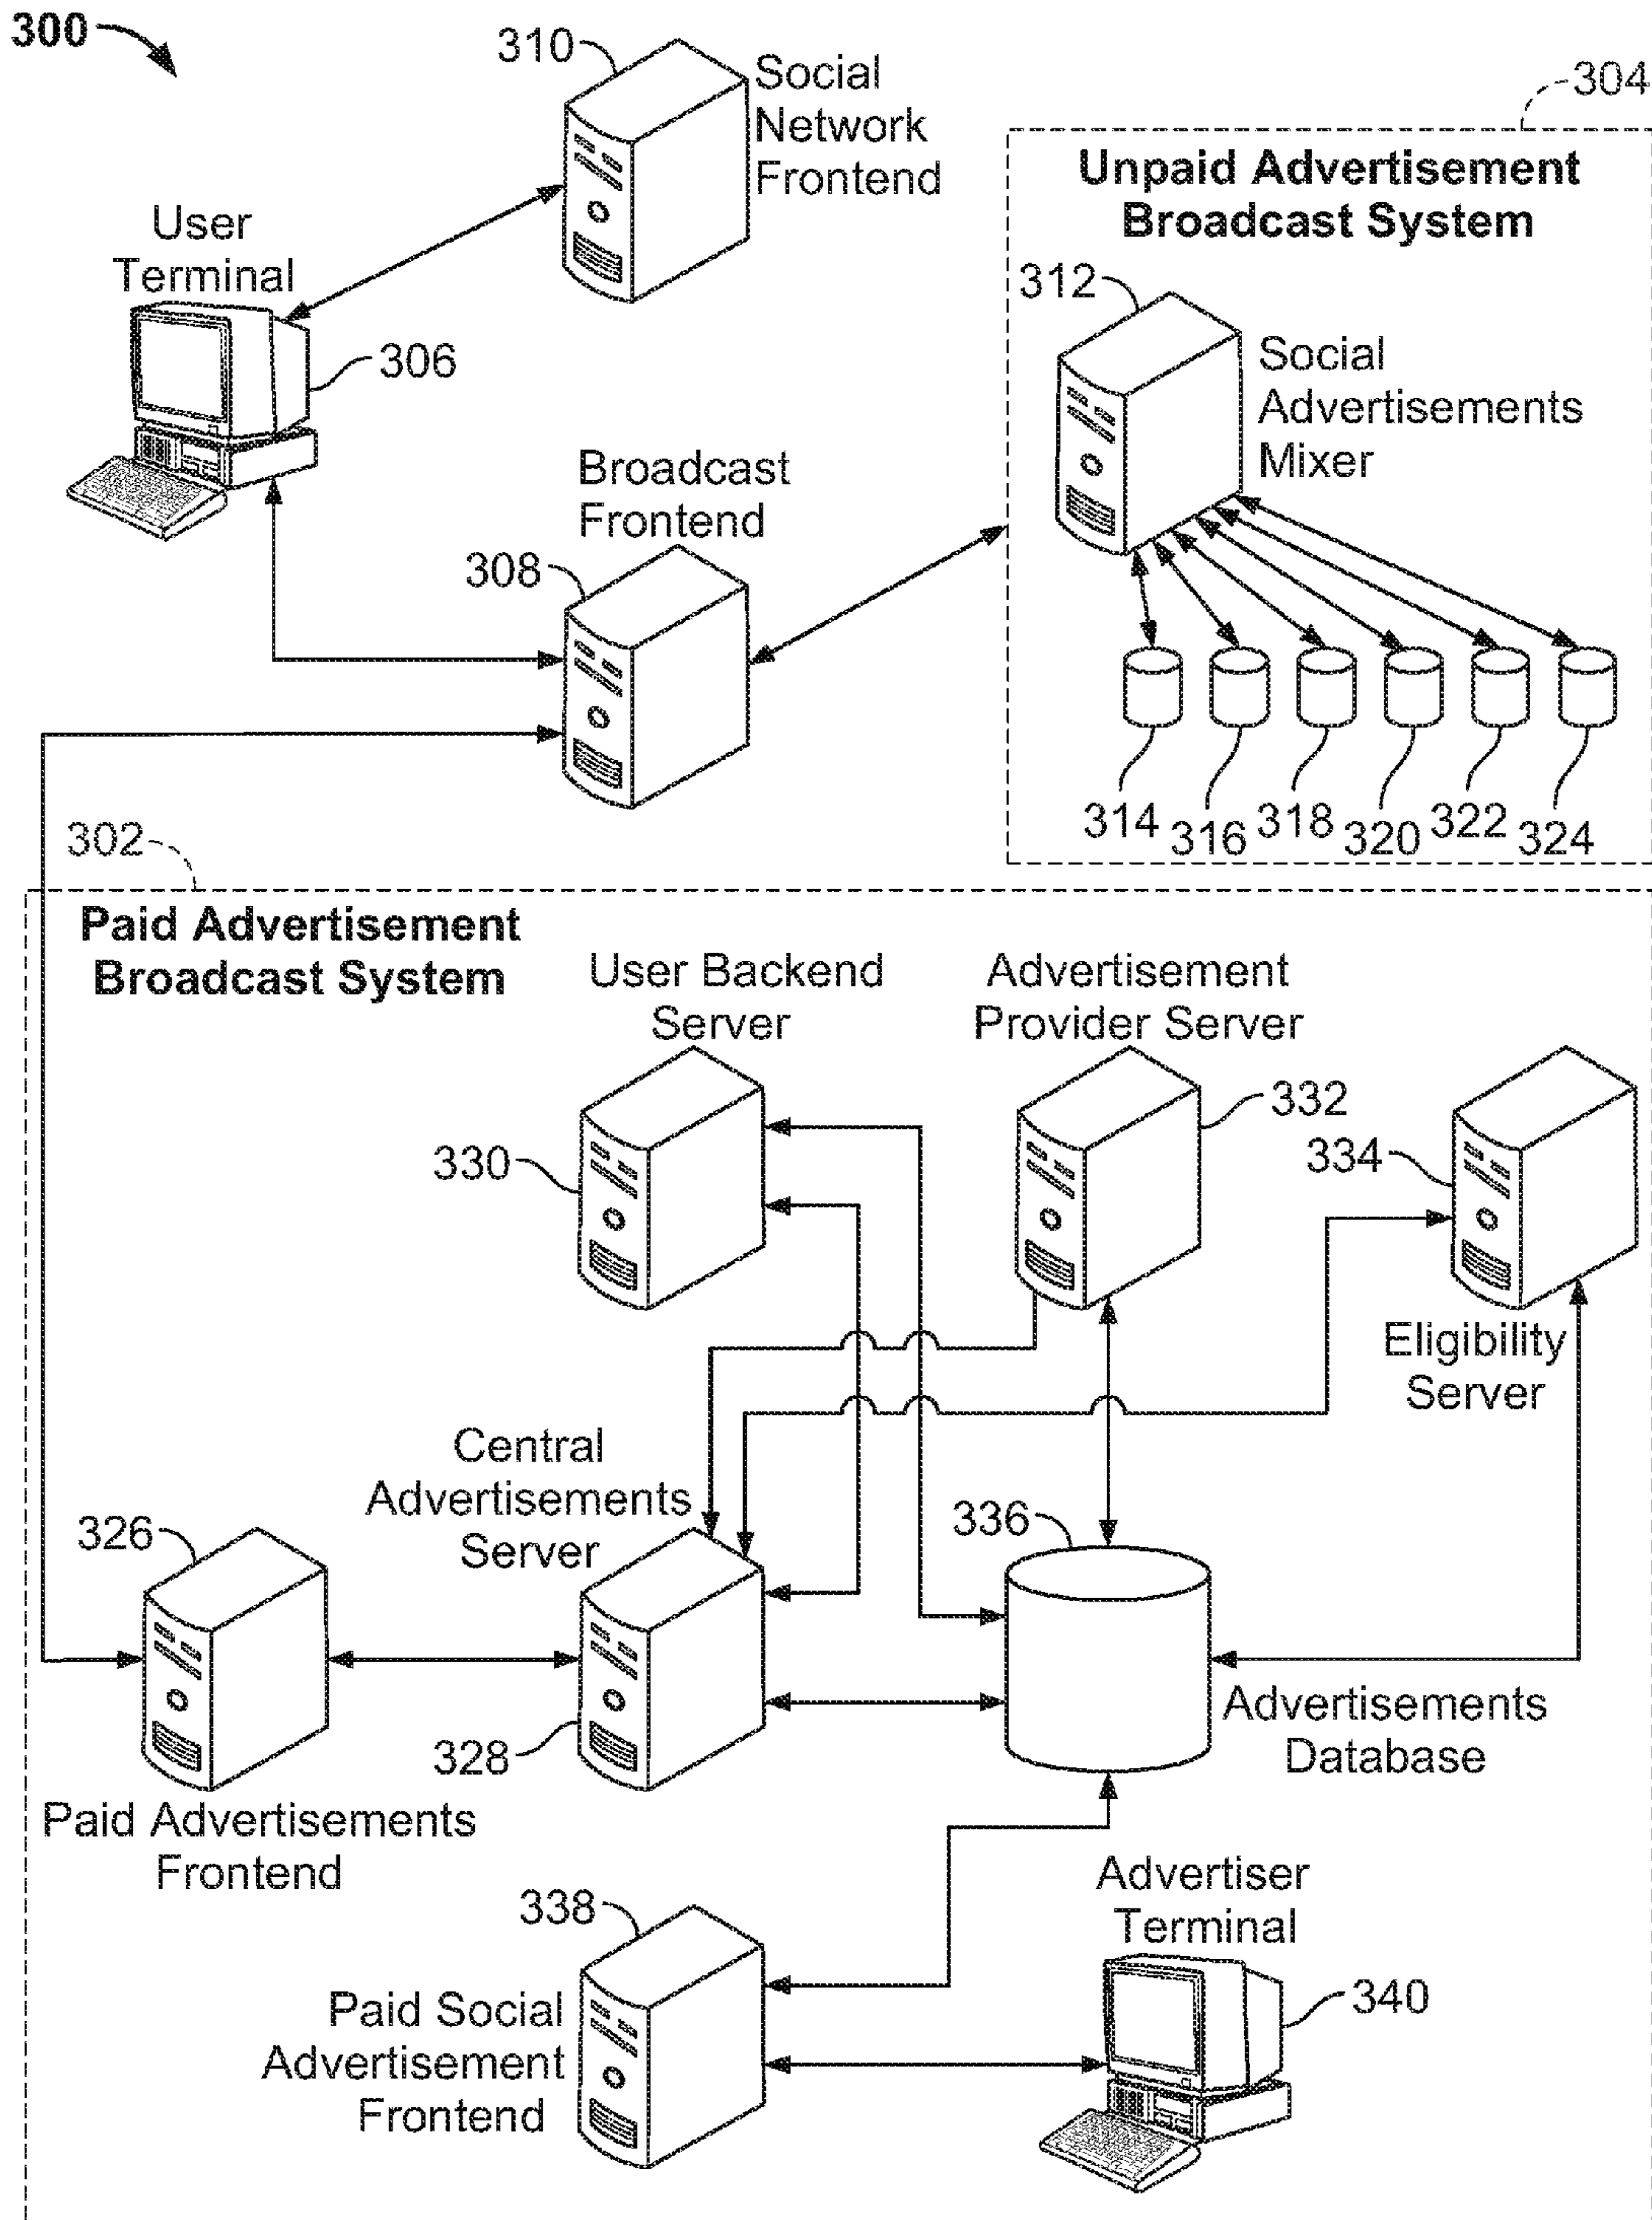 300
310
Social
Network
Frontend
304
Unpaid Advertisement
Broadcast System
User
Terminal
306
312
Social
Advertisements
Mixer
Broadcast
Frontend
308
314 316 318 320 322 324
302
Paid Advertisement
Broadcast System
User Backend
Server
330
Advertisement
Provider Server
332
334
Eligibility
Server
Central
Advertisements
Server
326
336
328
Advertisements
Database
Paid Advertisements
Frontend
338
Paid Social
Advertisement
Frontend
Advertiser
Terminal
340